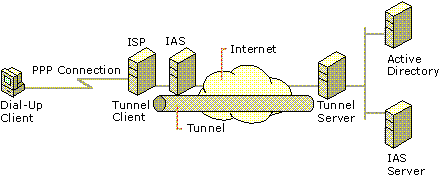 ISP
IAS
Internet
PPP Connection
Active
Directory
Dial-Up
Client
Tunnel
Client
Tunnel
Tunnel
Server
IAS
Server